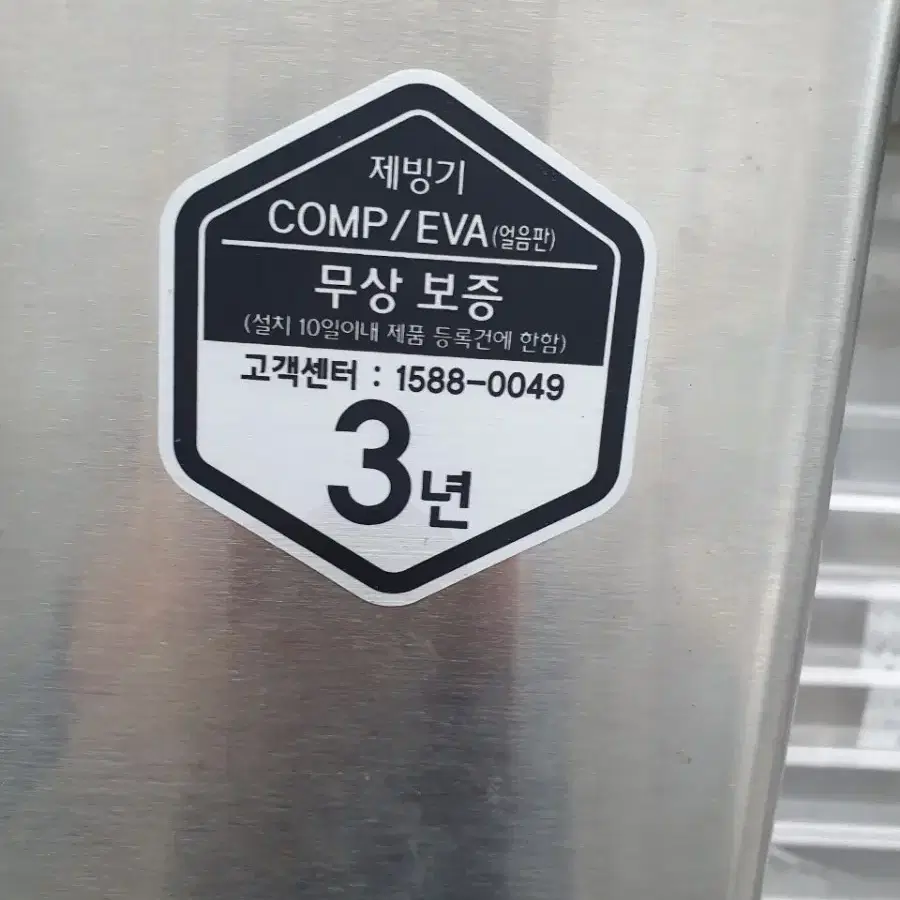 제빙기
COMP/EVA(얼음판)
무상 보증
(설치 10일이내 제품 등록건에 한함)
고객센터 : 1588-0049
3년